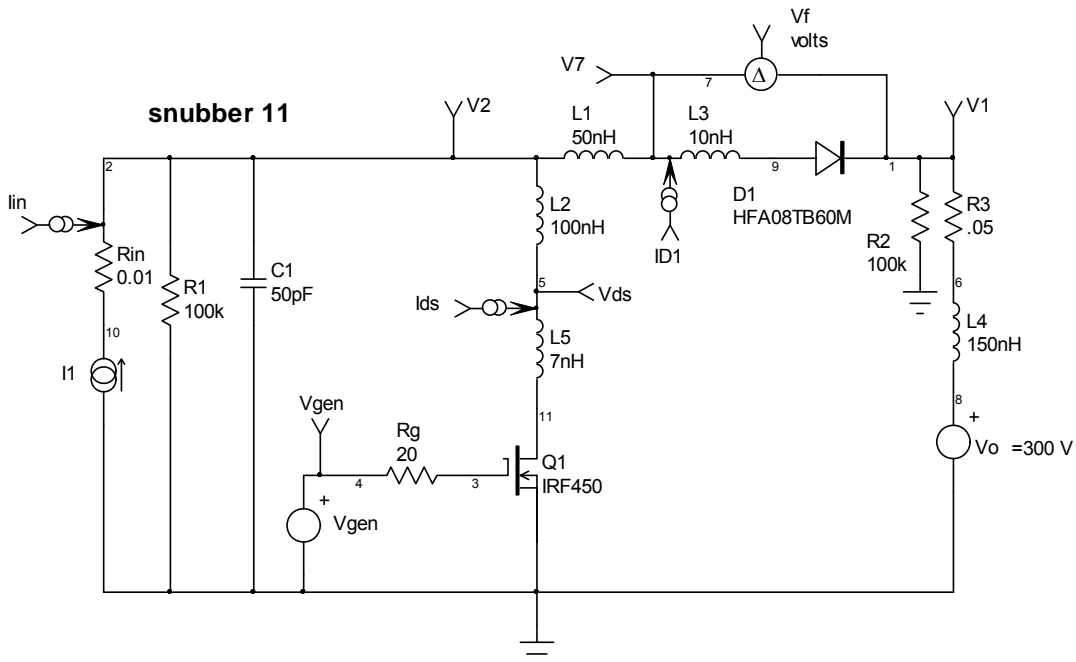 Vf
volts
V7
7
Δ
snubber 11
V2
L1
50nH
L3
10nH
V1
2
9
1
Iin
Rin
0.01
R1
100k
C1
50pF
L2
100nH
D1
HFA08TB60M
ID1
R2
100k
R3
.05
5
Vds
Ids
6
10
I1
L5
7nH
L4
150nH
Vgen
11
8
Rg
20
+
Vo =300 V
4
3
Q1
IRF450
+
Vgen